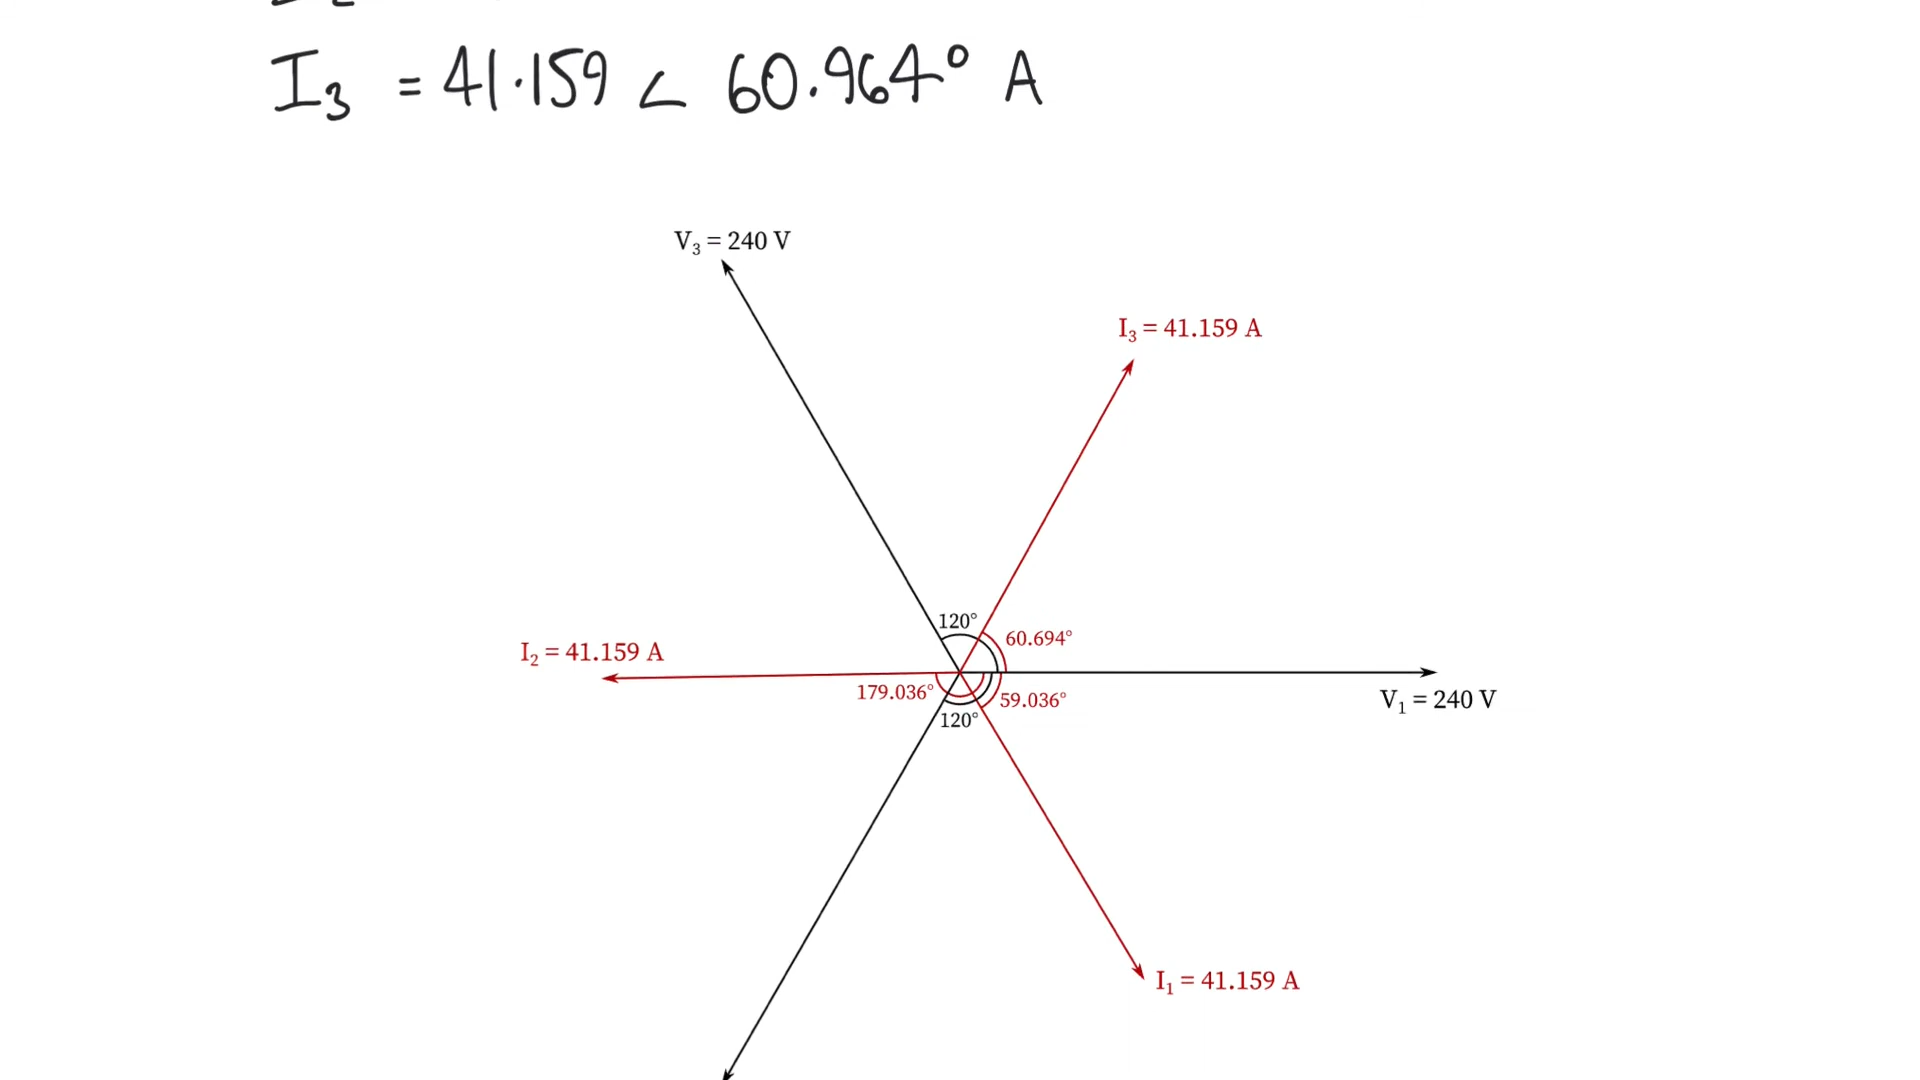 I₃ = 41.159 ∠ 60.964° A
V₃ = 240 V
I₃ = 41.159 A
120°
60.694°
I₂ = 41.159 A
179.036°
59.036°
V₁ = 240 V
120°
I₁ = 41.159 A